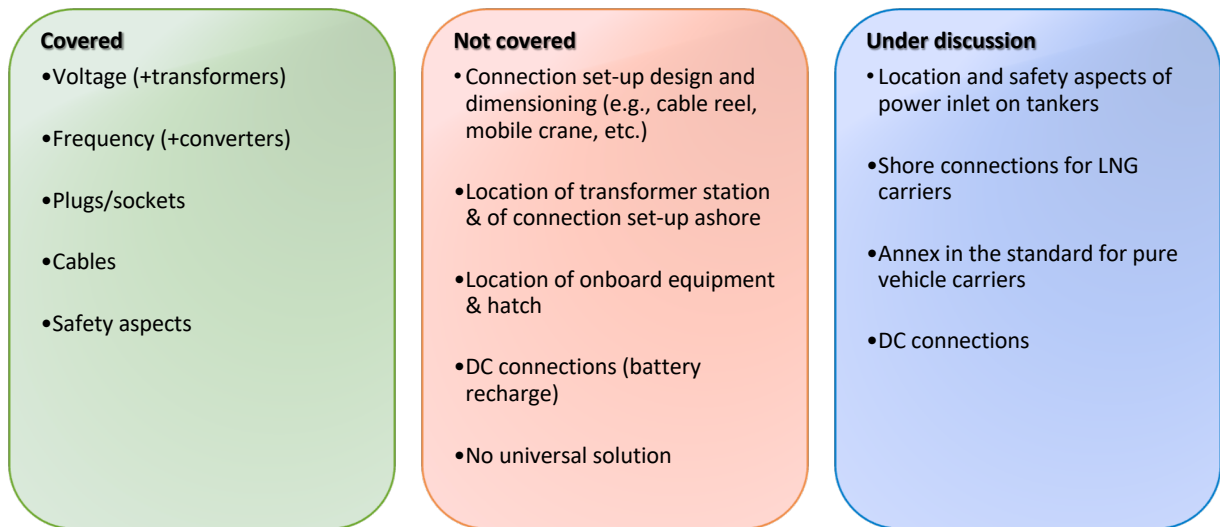 Covered
•Voltage (+transformers)
•Frequency (+converters)
•Plugs/sockets
•Cables
•Safety aspects
Not covered
• Connection set-up design and
dimensioning (e.g., cable reel,
mobile crane, etc.)
•Location of transformer station
& of connection set-up ashore
•Location of onboard equipment
& hatch
•DC connections (battery
recharge)
•No universal solution
Under discussion
• Location and safety aspects of
power inlet on tankers
•Shore connections for LNG
carriers
•Annex in the standard for pure
vehicle carriers
•DC connections